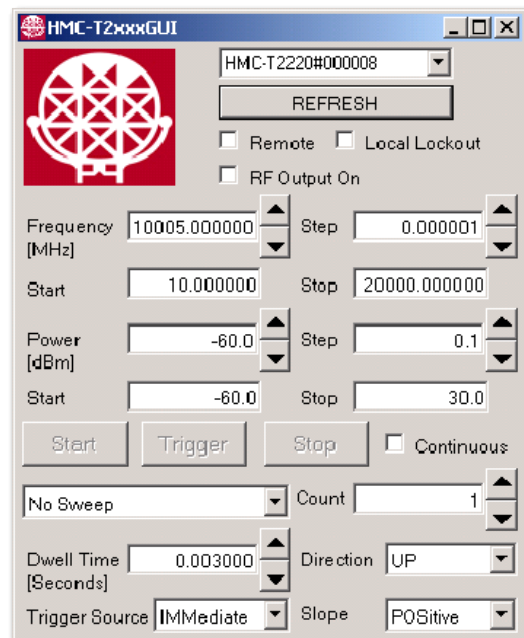 HMC-T2xxxGUI
HMC-T2220#000008
REFRESH
Remote Local Lockout
RF Output On
Frequency [MHz] 10005.000000 Step 0.000001
Start 10.000000 Stop 20000.000000
Power [dBm] -60.0 Step 0.1
Start -60.0 Stop 30.0
Start Trigger Stop Continuous
No Sweep Count 1
Dwell Time [Seconds] 0.003000 Direction UP
Trigger Source IMMediate Slope POSitive